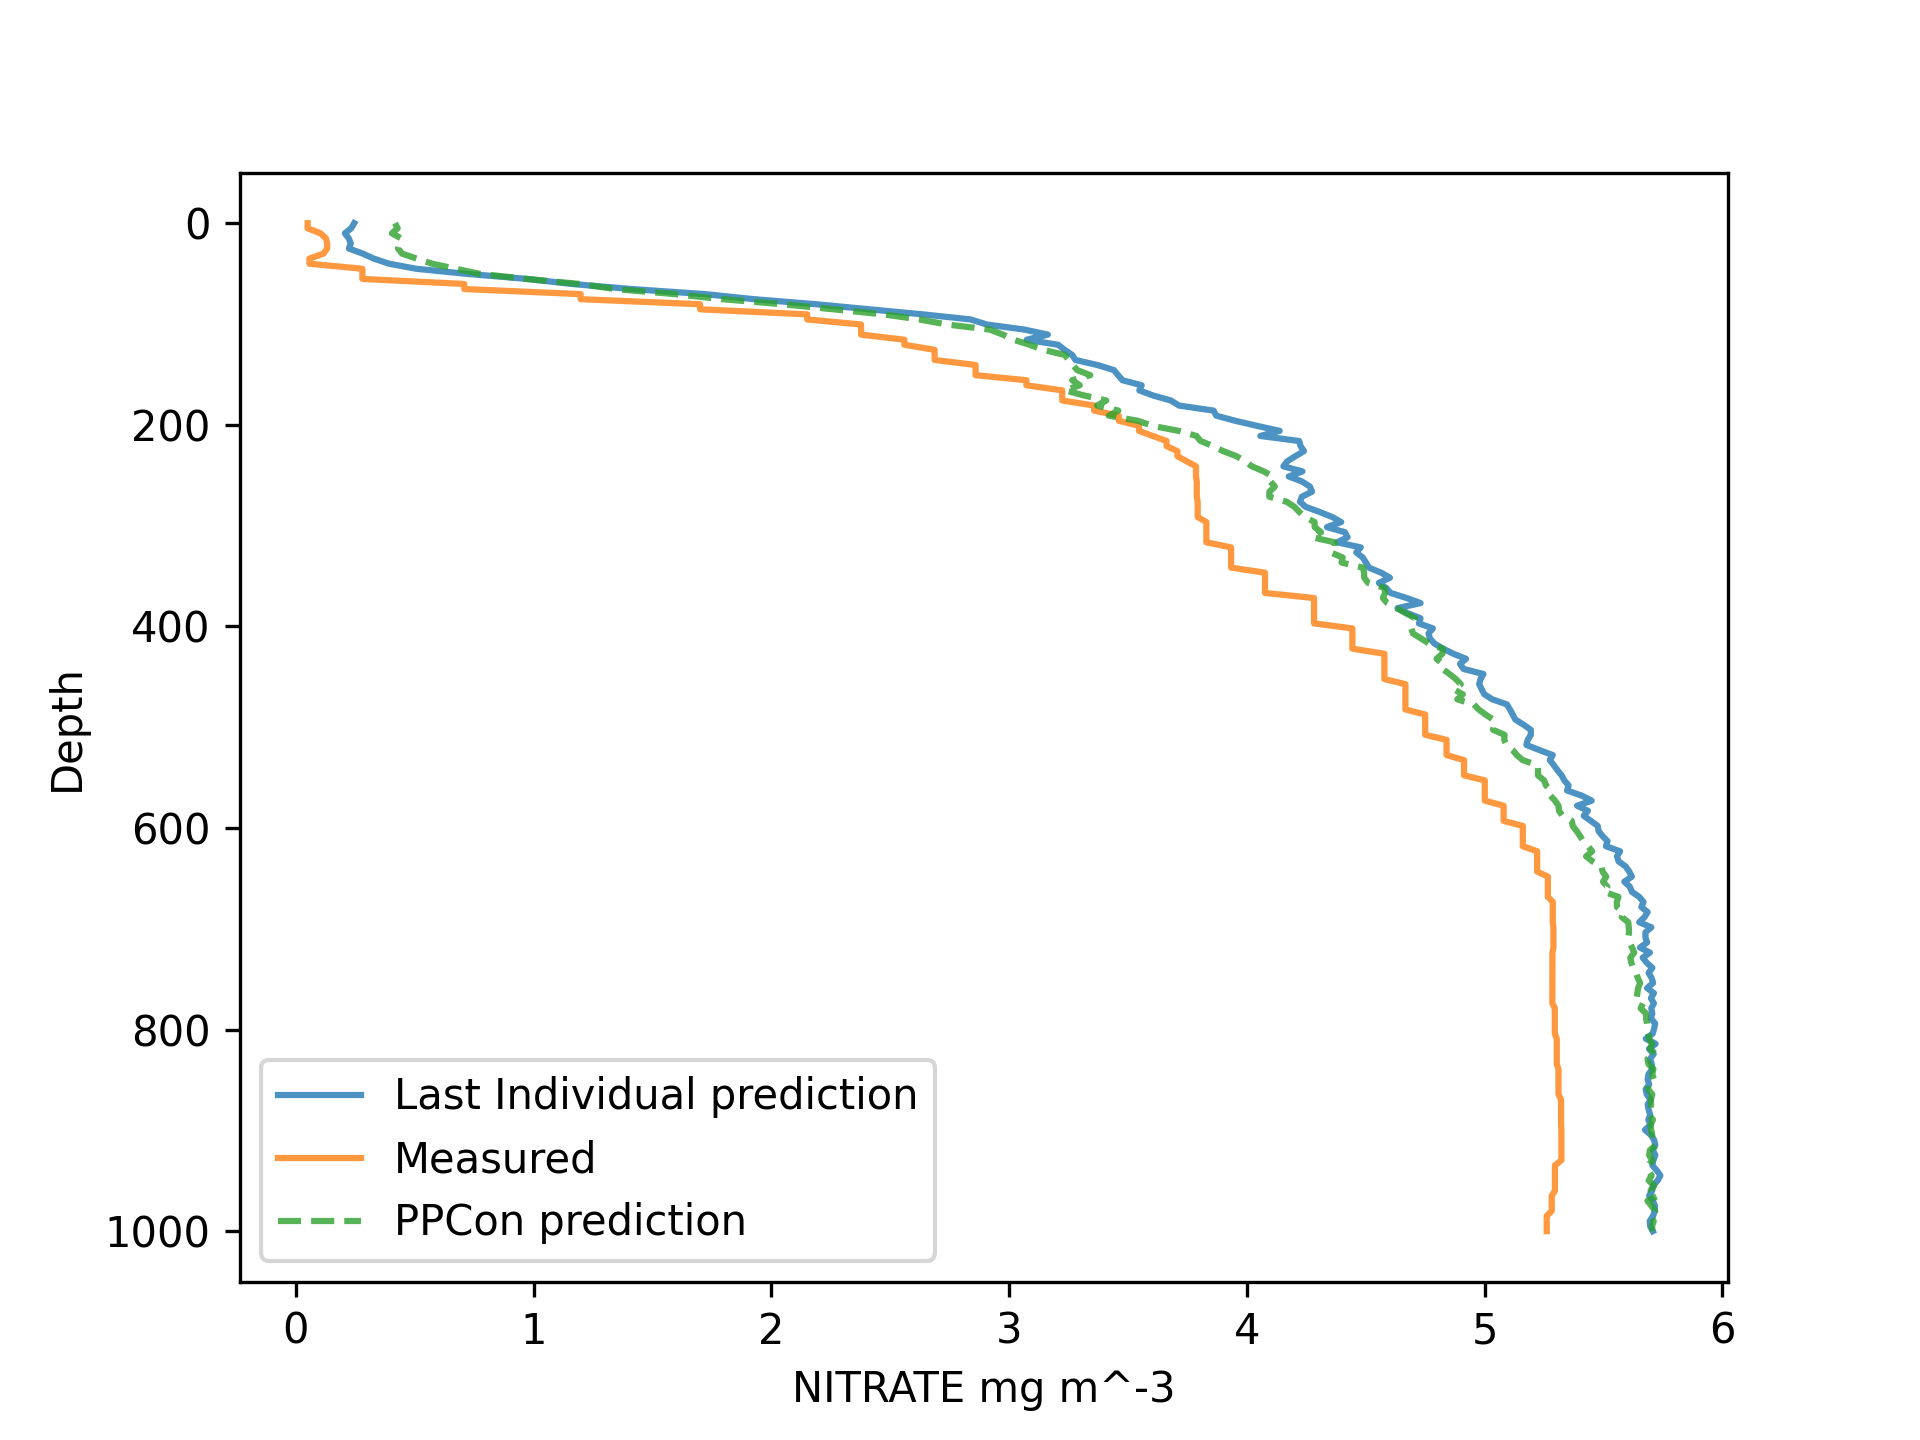 0
200
400
600
800
1000
Depth
Last Individual prediction
Measured
PPCon prediction
0 1 2 3 4 5 6
NITRATE mg m^-3